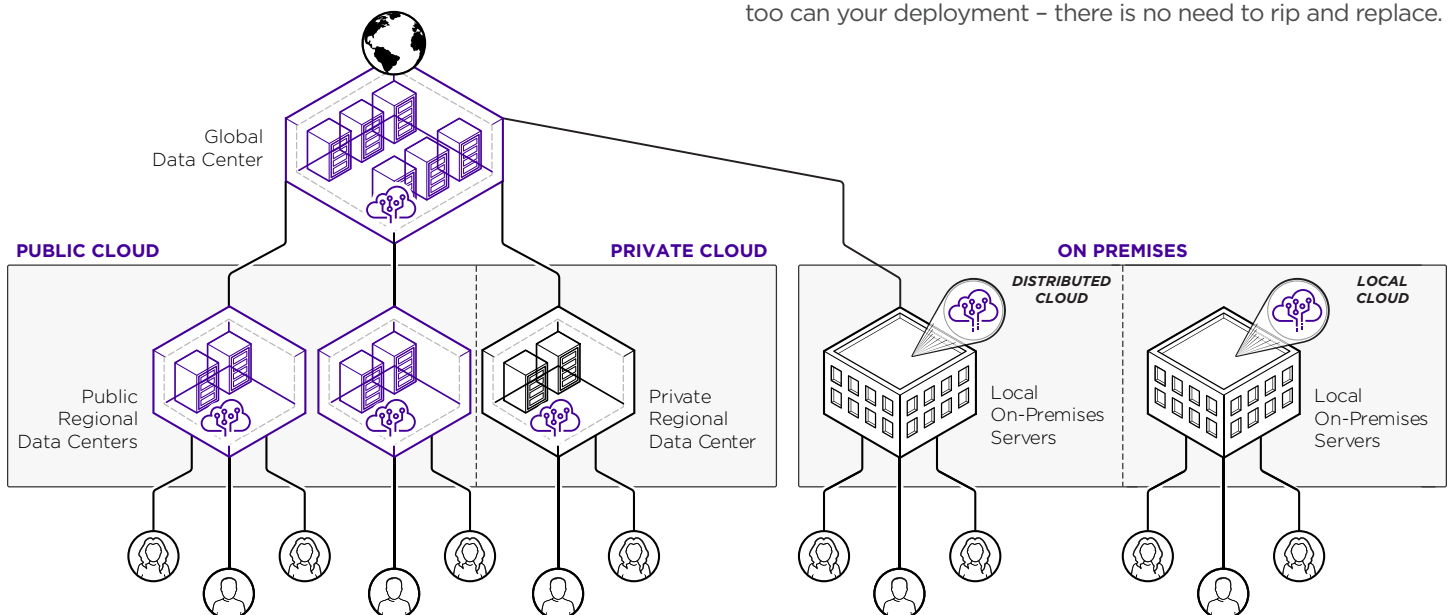 too can your deployment – there is no need to rip and replace.
Global
Data Center
PUBLIC CLOUD
PRIVATE CLOUD
ON PREMISES
DISTRIBUTED
CLOUD
LOCAL
CLOUD
Public
Regional
Data Centers
Private
Regional
Data Center
Local
On-Premises
Servers
Local
On-Premises
Servers